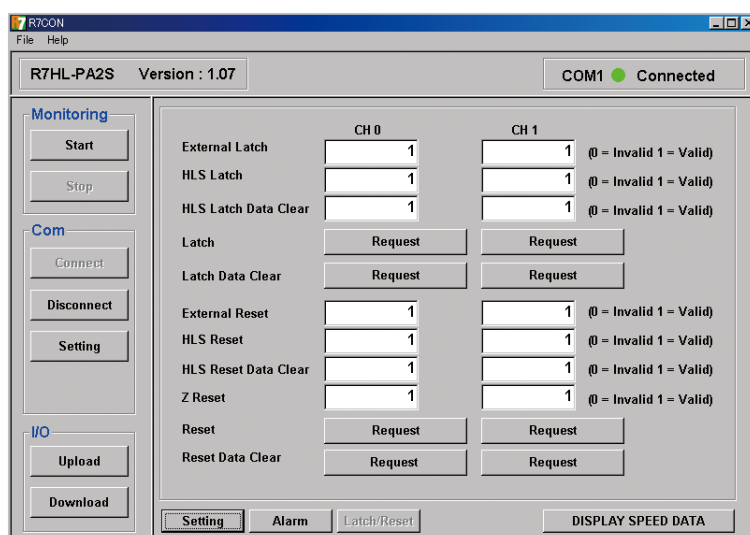 R7CON
File Help
R7HL-PA2S Version : 1.07
COM1 Connected
Monitoring
Start
Stop
Com
Connect
Disconnect
Setting
I/O
Upload
Download
CH 0 CH 1
External Latch 1 1 (0 = Invalid 1 = Valid)
HLS Latch 1 1 (0 = Invalid 1 = Valid)
HLS Latch Data Clear 1 1 (0 = Invalid 1 = Valid)
Latch Request Request
Latch Data Clear Request Request
External Reset 1 1 (0 = Invalid 1 = Valid)
HLS Reset 1 1 (0 = Invalid 1 = Valid)
HLS Reset Data Clear 1 1 (0 = Invalid 1 = Valid)
Z Reset 1 1 (0 = Invalid 1 = Valid)
Reset Request Request
Reset Data Clear Request Request
Setting Alarm Latch/Reset DISPLAY SPEED DATA